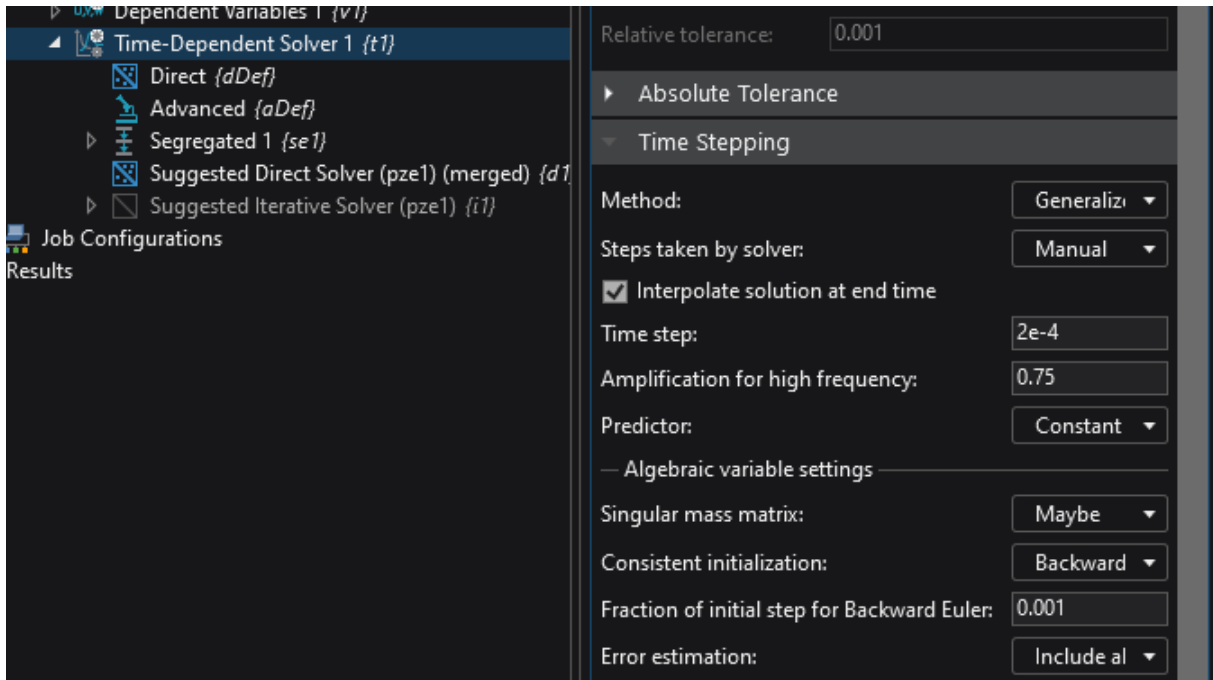 Dependent Variables 1 {v1}
Time-Dependent Solver 1 {t1}
Direct {dDef}
Advanced {aDef}
Segregated 1 {se1}
Suggested Direct Solver (pze1) (merged) {d1
Suggested Iterative Solver (pze1) {i1}
Job Configurations
Results
Relative tolerance: 0.001
Absolute Tolerance
Time Stepping
Method: Generaliz
Steps taken by solver: Manual
Interpolate solution at end time
Time step: 2e-4
Amplification for high frequency: 0.75
Predictor: Constant
Algebraic variable settings
Singular mass matrix: Maybe
Consistent initialization: Backward
Fraction of initial step for Backward Euler: 0.001
Error estimation: Include al